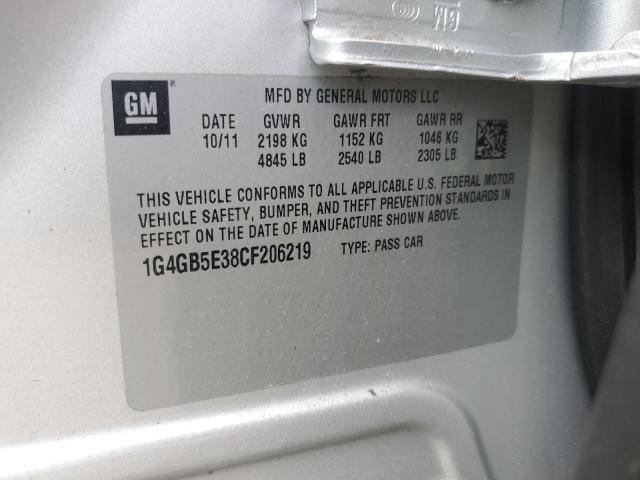 GM
MFD BY GENERAL MOTORS LLC
DATE GVWR GAWR FRT GAWR RR
10/11 2198 KG 1152 KG 1046 KG
4845 LB 2540 LB 2305 LB
THIS VEHICLE CONFORMS TO ALL APPLICABLE U.S. FEDERAL MOTOR
VEHICLE SAFETY, BUMPER, AND THEFT PREVENTION STANDARDS IN
EFFECT ON THE DATE OF MANUFACTURE SHOWN ABOVE.
1G4GB5E38CF206219 TYPE: PASS CAR